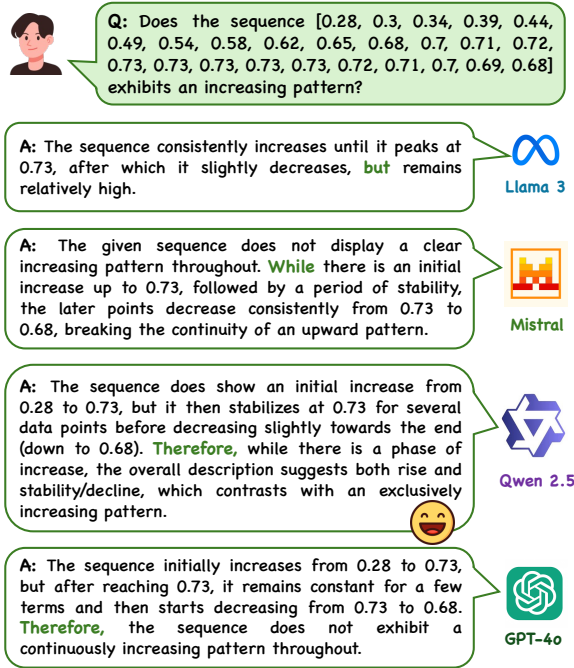 Q: Does the sequence [0.28, 0.3, 0.34, 0.39, 0.44,
0.49, 0.54, 0.58, 0.62, 0.65, 0.68, 0.7, 0.71, 0.72,
0.73, 0.73, 0.73, 0.73, 0.73, 0.72, 0.71, 0.7, 0.69, 0.68]
exhibits an increasing pattern?
A: The sequence consistently increases until it peaks at
0.73, after which it slightly decreases, but remains
relatively high.
Llama 3
A: The given sequence does not display a clear
increasing pattern throughout. While there is an initial
increase up to 0.73, followed by a period of stability,
the later points decrease consistently from 0.73 to
0.68, breaking the continuity of an upward pattern.
Mistral
A: The sequence does show an initial increase from
0.28 to 0.73, but it then stabilizes at 0.73 for several
data points before decreasing slightly towards the end
(down to 0.68). Therefore, while there is a phase of
increase, the overall description suggests both rise and
stability/decline, which contrasts with an exclusively
increasing pattern.
Qwen 2.5
A: The sequence initially increases from 0.28 to 0.73,
but after reaching 0.73, it remains constant for a few
terms and then starts decreasing from 0.73 to 0.68.
Therefore, the sequence does not exhibit a
continuously increasing pattern throughout.
GPT-4o